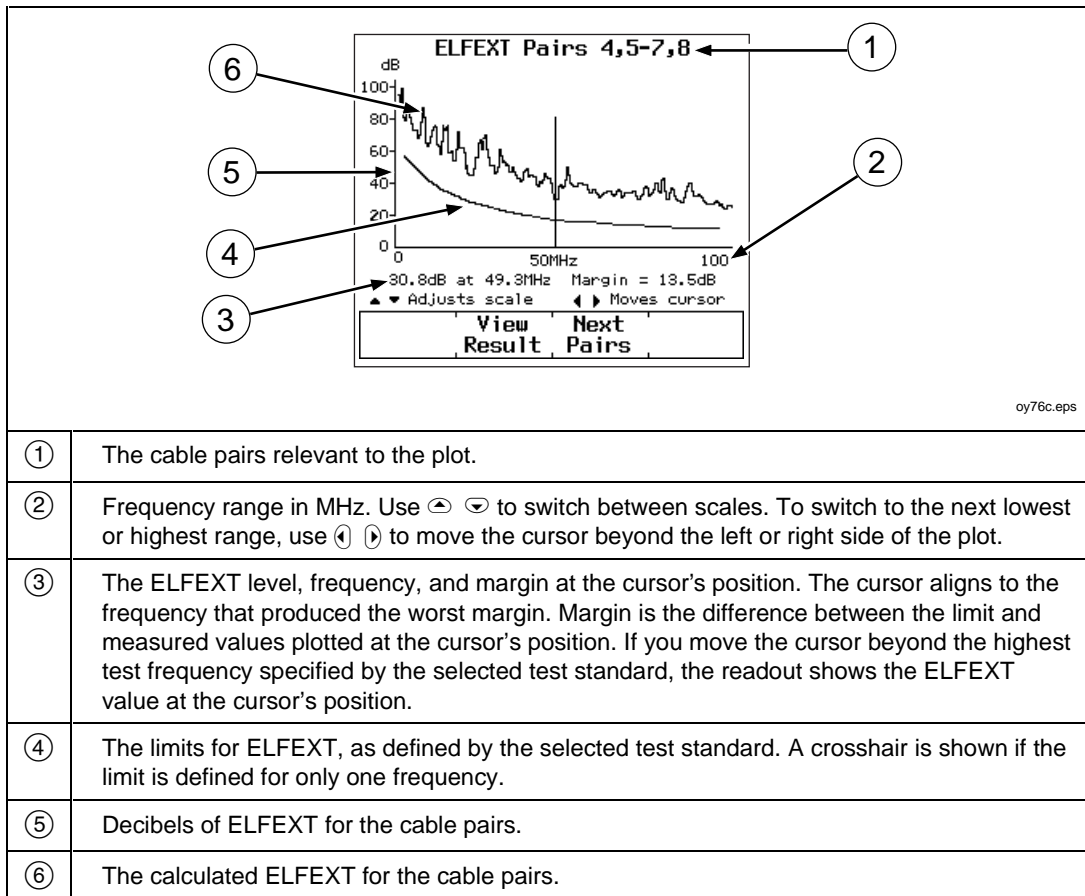 ELFEXT Pairs 4,5-7,8
1
dB
6
100
80
60
5
40
2
20
4
0
0 50MHz 100
30.8dB at 49.3MHz Margin = 13.5dB
▲ ▼ Adjusts scale ◀ ▶ Moves cursor
3
View Next
Result Pairs
oy76c.eps
① The cable pairs relevant to the plot.
② Frequency range in MHz. Use ▲ ▼ to switch between scales. To switch to the next lowest
or highest range, use ◀ ▶ to move the cursor beyond the left or right side of the plot.
③ The ELFEXT level, frequency, and margin at the cursor’s position. The cursor aligns to the
frequency that produced the worst margin. Margin is the difference between the limit and
measured values plotted at the cursor’s position. If you move the cursor beyond the highest
test frequency specified by the selected test standard, the readout shows the ELFEXT
value at the cursor’s position.
④ The limits for ELFEXT, as defined by the selected test standard. A crosshair is shown if the
limit is defined for only one frequency.
⑤ Decibels of ELFEXT for the cable pairs.
⑥ The calculated ELFEXT for the cable pairs.